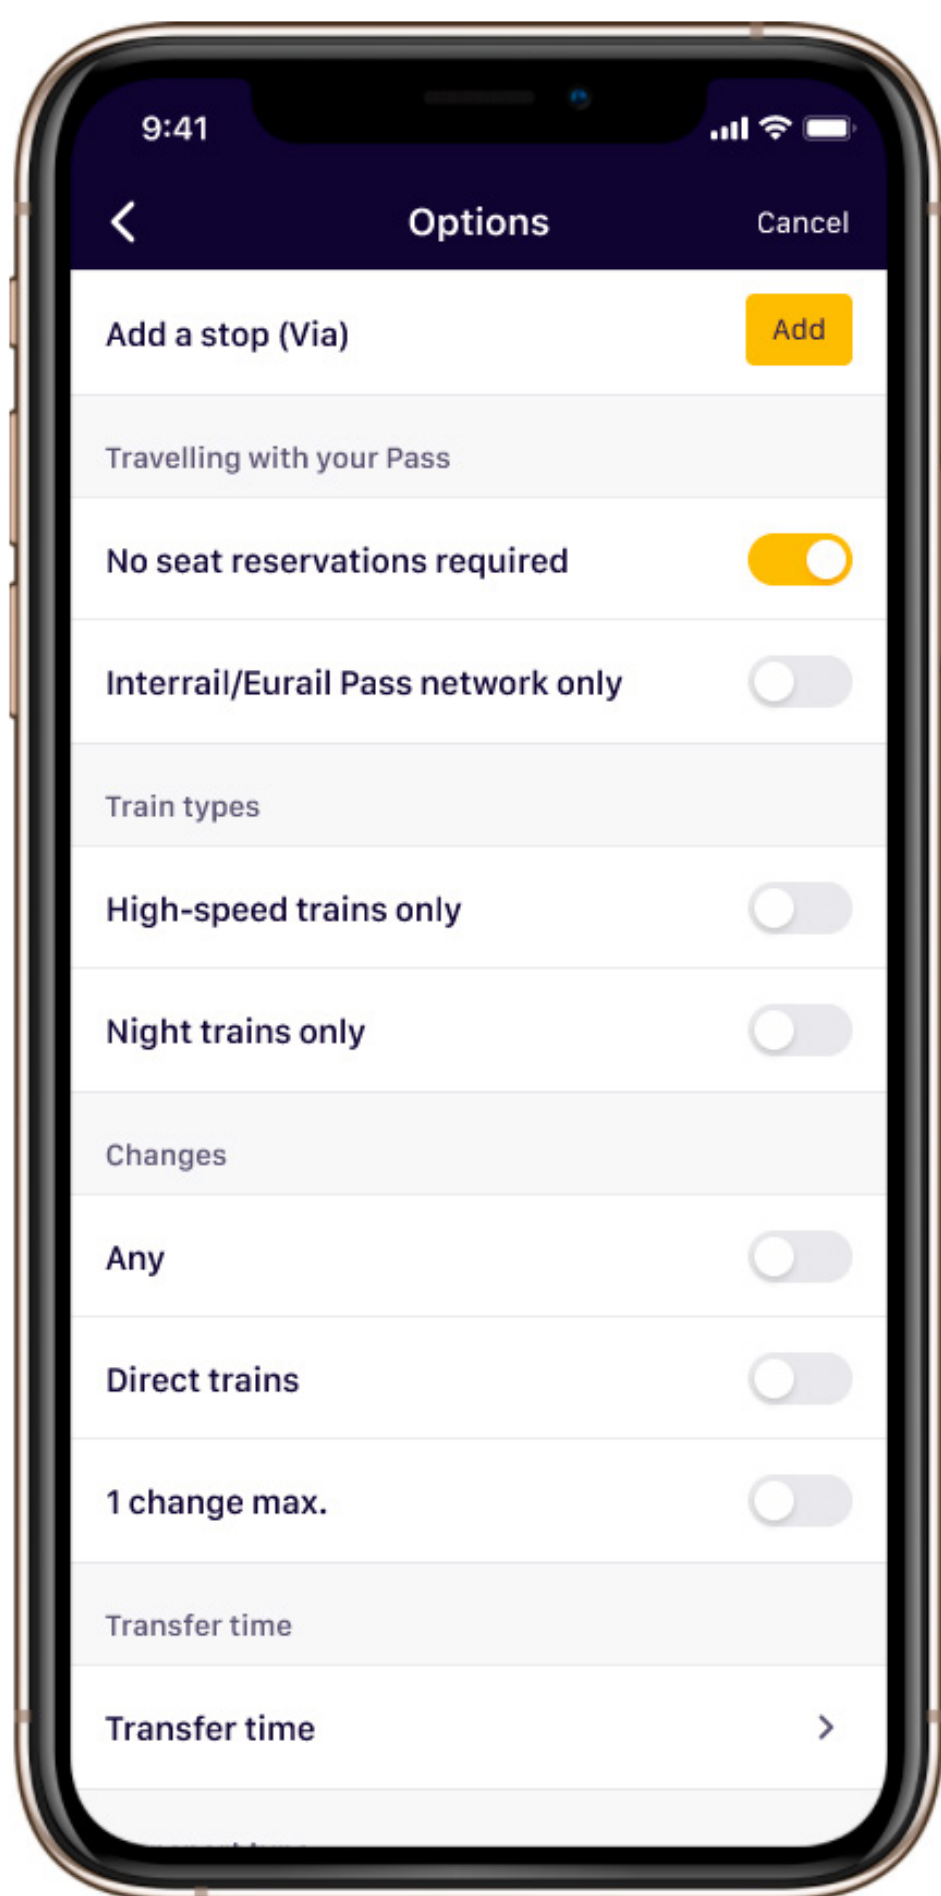 9:41
Options
Cancel
Add a stop (Via)
Add
Travelling with your Pass
No seat reservations required
Interrail/Eurail Pass network only
Train types
High-speed trains only
Night trains only
Changes
Any
Direct trains
1 change max.
Transfer time
Transfer time